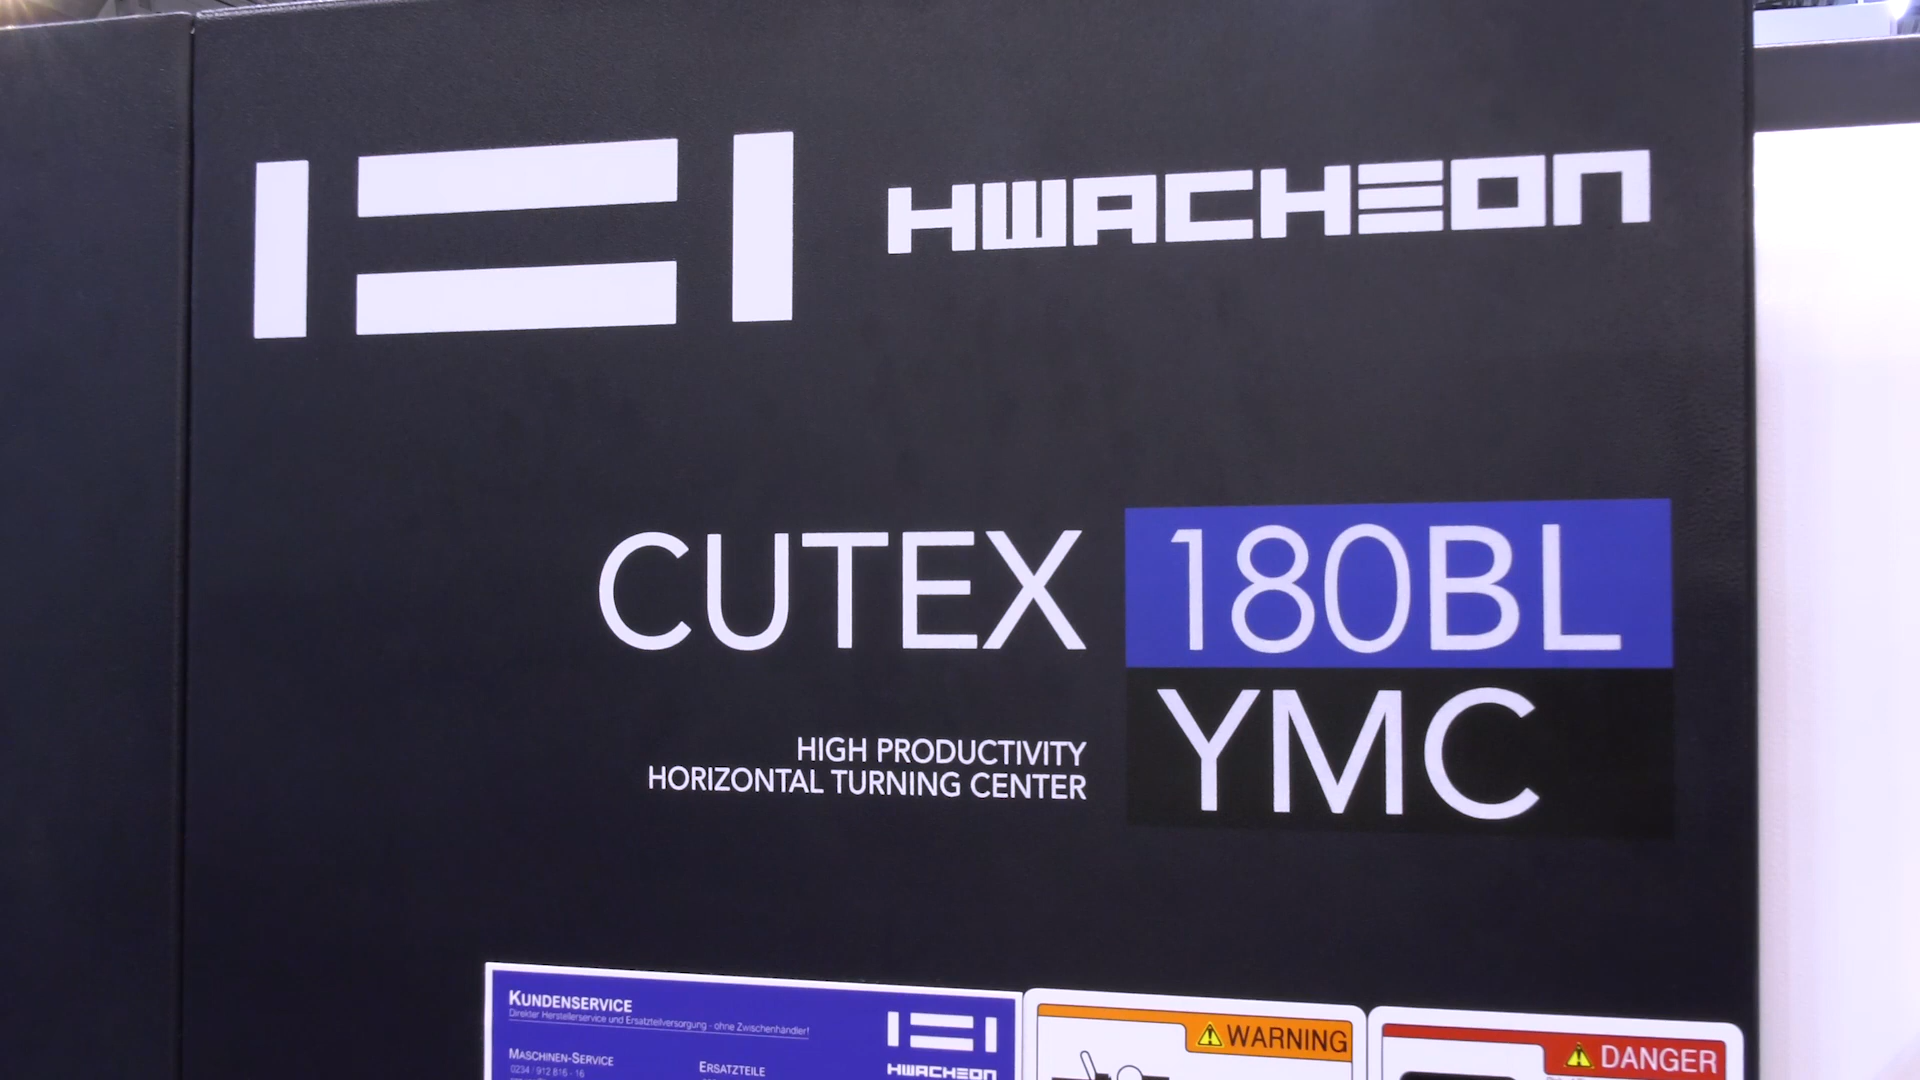 HWACHEON
CUTEX 180BL
YMC
HIGH PRODUCTIVITY
HORIZONTAL TURNING CENTER
KUNDENSERVICE
Direkter Herstellerservice und Ersatzteilversorgung - ohne Zwischenhändler!
MASCHINEN-SERVICE
0234 / 912 816 - 16
ERSATZTEILE
HWACHEON
WARNING
DANGER